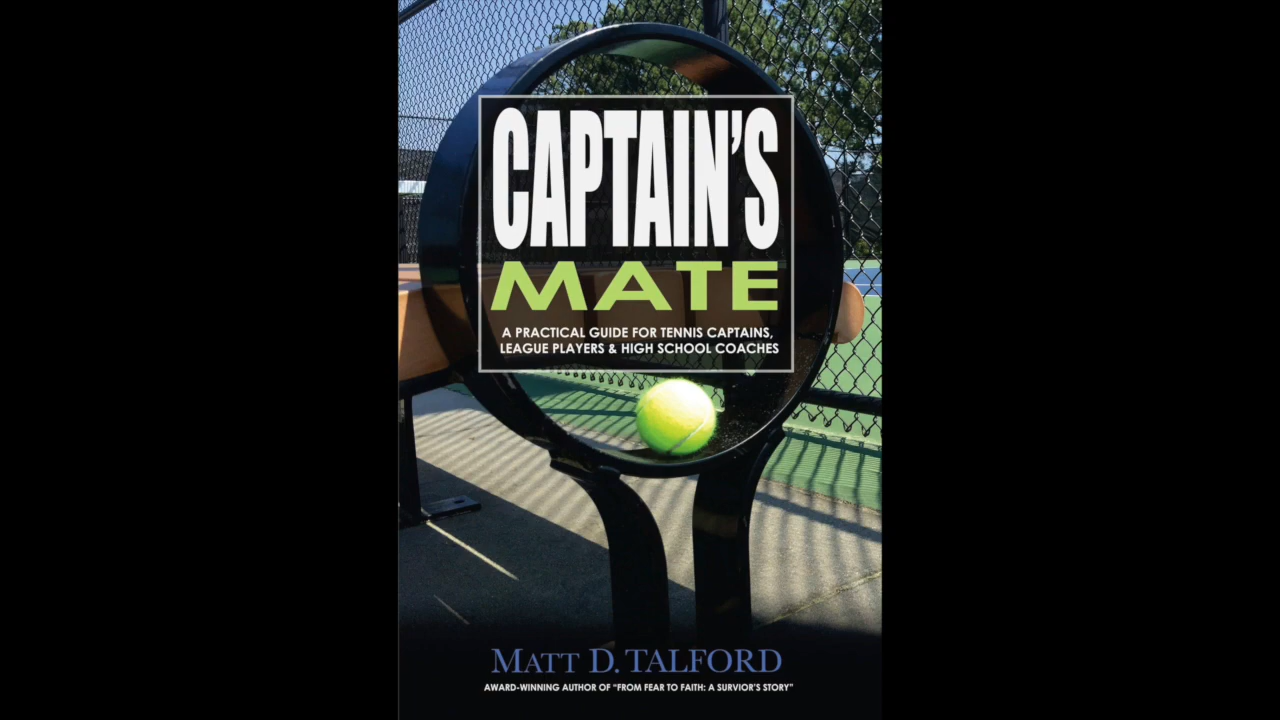 CAPTAIN'S
MATE
A PRACTICAL GUIDE FOR TENNIS CAPTAINS,
LEAGUE PLAYERS & HIGH SCHOOL COACHES
MATT D. TALFORD
AWARD-WINNING AUTHOR OF "FROM FEAR TO FAITH: A SURVIOR'S STORY"